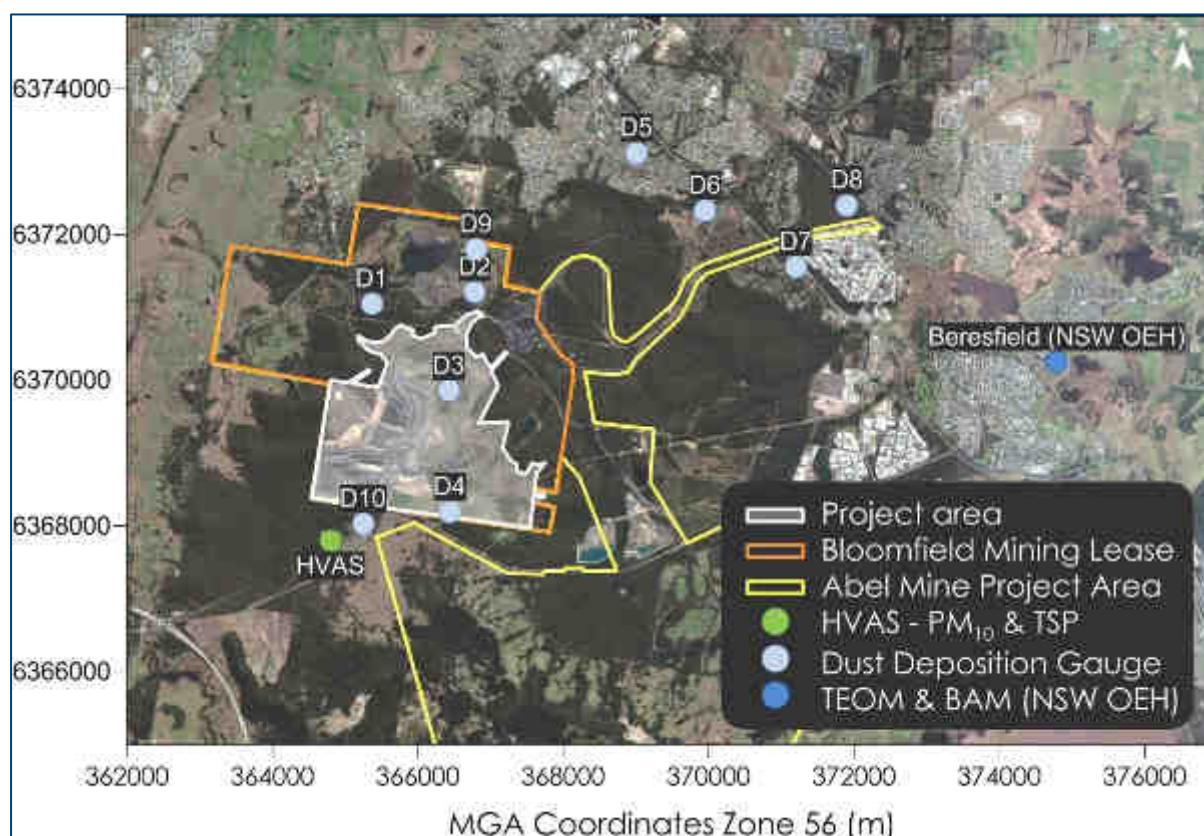 6374000
D5
D6
D8
6372000
D9
D7
D2
D1
Beresfield (NSW OEH)
6370000
D3
D10
D4
6368000
HVAS
Project area
Bloomfield Mining Lease
Abel Mine Project Area
HVAS - PM₁₀ & TSP
Dust Deposition Gauge
TEOM & BAM (NSW OEH)
6366000
362000 364000 366000 368000 370000 372000 374000 376000
MGA Coordinates Zone 56 (m)